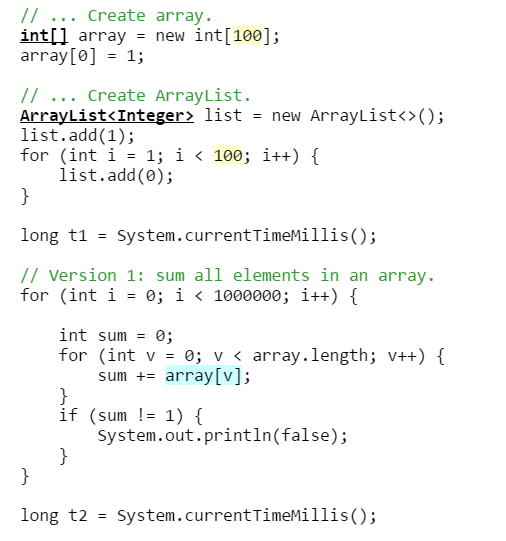 // ... Create array.
int[] array = new int[100];
array[0] = 1;

// ... Create ArrayList.
ArrayList<Integer> list = new ArrayList<>();
list.add(1);
for (int i = 1; i < 100; i++) {
    list.add(0);
}

long t1 = System.currentTimeMillis();

// Version 1: sum all elements in an array.
for (int i = 0; i < 1000000; i++) {

    int sum = 0;
    for (int v = 0; v < array.length; v++) {
        sum += array[v];
    }
    if (sum != 1) {
        System.out.println(false);
    }
}

long t2 = System.currentTimeMillis();